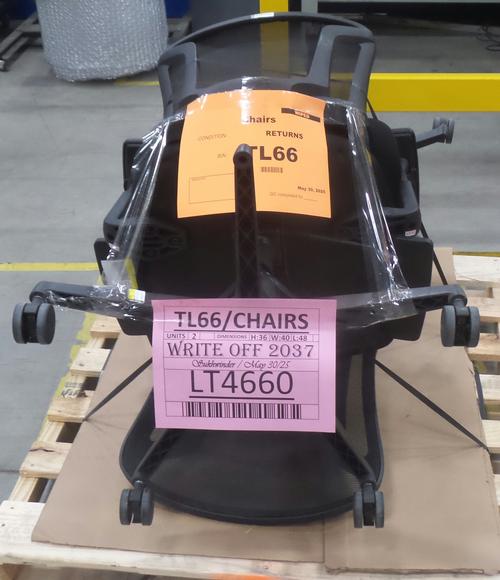 Chairs
CONDITION
RETURNS
TL66
May 30, 2025
TL66/CHAIRS
UNITS 2 DIMENSIONS H:36 W:40 L:48
WRITE OFF 2037
Sukhwinder / May 30/25
LT4660